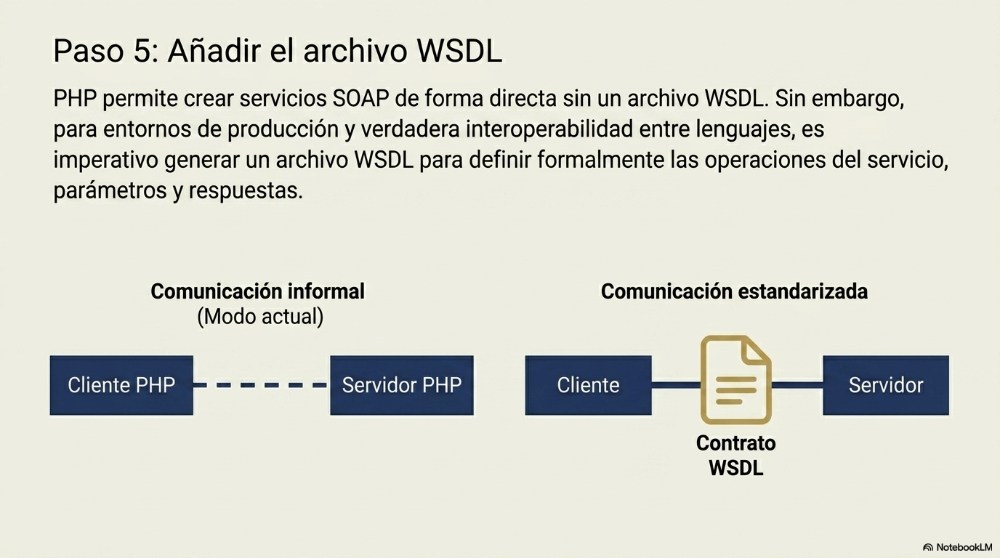 Paso 5: Añadir el archivo WSDL
PHP permite crear servicios SOAP de forma directa sin un archivo WSDL. Sin embargo,
para entornos de producción y verdadera interoperabilidad entre lenguajes, es
imperativo generar un archivo WSDL para definir formalmente las operaciones del servicio,
parámetros y respuestas.
Comunicación informal
(Modo actual)
Cliente PHP
Servidor PHP
Comunicación estandarizada
Cliente
Servidor
Contrato
WSDL
NotebookLM